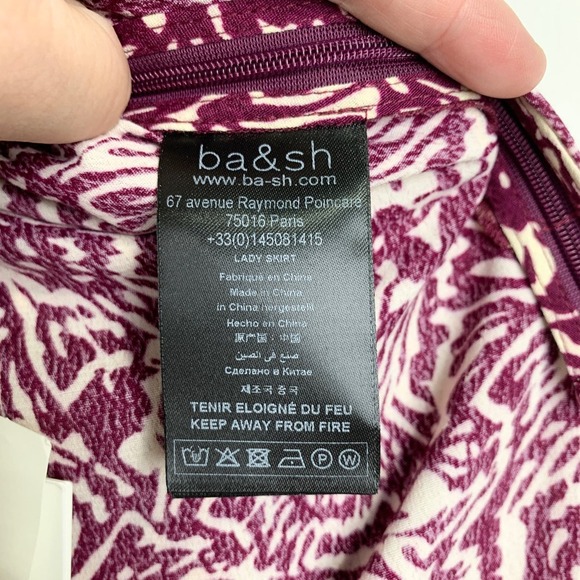 ba&sh
www.ba-sh.com
67 avenue Raymond Poincaré
75016 Paris
+33(0)145081415
LADY SKIRT
Fabriqué en China
Made in China
in China hergestellt
Hecho en China
原产国: 中国
صنع في الصين
Сделано в Китае
제조국 중국
TENIR ELOIGNÉ DU FEU
KEEP AWAY FROM FIRE
P W